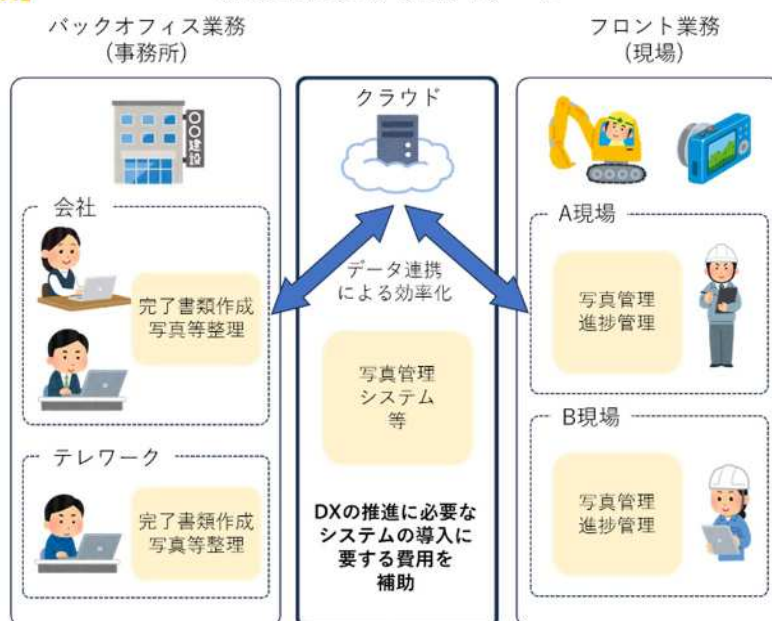 バックオフィス業務
(事務所)
〇〇建設
会社
完了書類作成
写真等整理
テレワーク
完了書類作成
写真等整理
クラウド
データ連携
による効率化
写真管理
システム
等
DXの推進に必要な
システムの導入に
要する費用を
補助
フロント業務
(現場)
A現場
写真管理
進捗管理
B現場
写真管理
進捗管理